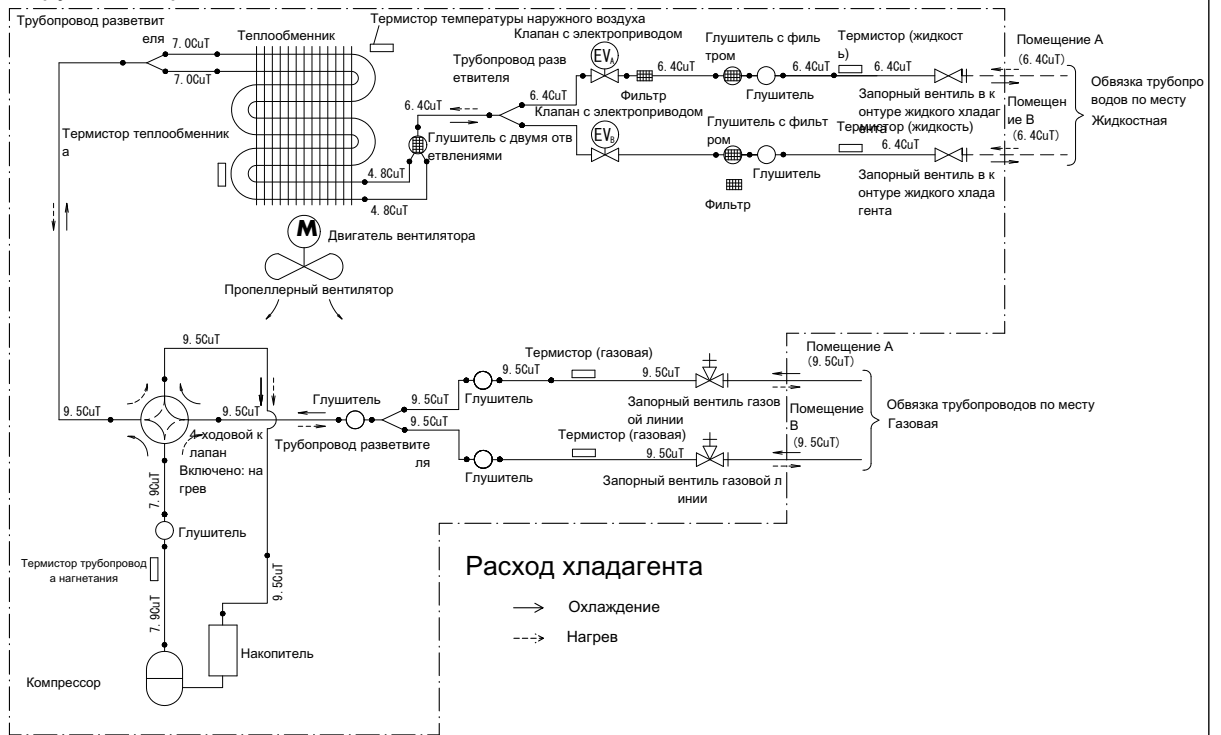 Трубопровод разветвит
еля
7. 0CuT
7. 0CuT
Теплообменник
Термистор температуры наружного воздуха
Термистор теплообменник
а
Клапан с электроприводом
EVA
Трубопровод разв
етвителя
6. 4CuT
6. 4CuT
Фильтр
6. 4CuT
Глушитель с филь
тром
6. 4CuT
Глушитель
Термистор (жидкост
ь)
6. 4CuT
Запорный вентиль в к
онтуре жидкого хладаг
ента
Помещение A
(6. 4CuT)
Помещен
ие B
(6. 4CuT)
Обвязка трубопро
водов по месту
Жидкостная
Клапан с электроприводом
EVB
Глушитель с двумя отв
етвлениями
4. 8CuT
4. 8CuT
Глушитель с фильт
ром
Глушитель
Фильтр
Термистор (жидкость)
6. 4CuT
Запорный вентиль в к
онтуре жидкого хлада
гента
M
Двигатель вентилятора
Пропеллерный вентилятор
9. 5CuT
9. 5CuT
9. 5CuT
4-ходовой к
лапан
Включено: на
грев
Глушитель
Трубопровод разветвите
ля
9. 5CuT
9. 5CuT
9. 5CuT
Глушитель
Термистор (газовая)
9. 5CuT
Запорный вентиль газов
ой линии
Помещение A
(9. 5CuT)
Помещение
B
(9. 5CuT)
Обвязка трубопроводов по месту
Газовая
Глушитель
Термистор (газовая)
9. 5CuT
Запорный вентиль газовой л
инии
7. 9CuT
Глушитель
Термистор трубопровод
а нагнетания
7. 9CuT
9. 5CuT
Накопитель
Компрессор
Расход хладагента
Охлаждение
Нагрев